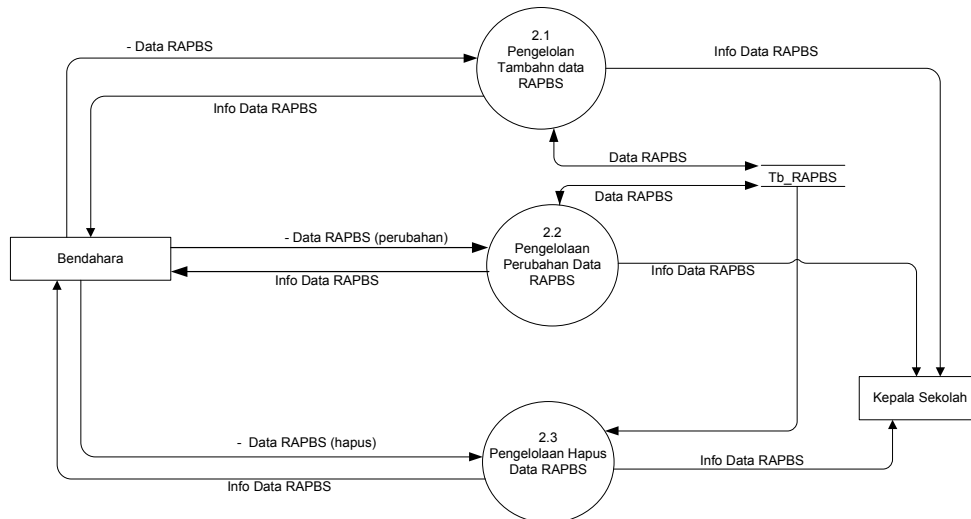 2.1
Pengelolan
Tambahn data
RAPBS
- Data RAPBS
Info Data RAPBS
Info Data RAPBS
Data RAPBS
Tb_RAPBS
Data RAPBS
2.2
Pengelolaan
Perubahan Data
RAPBS
- Data RAPBS (perubahan)
Bendahara
Info Data RAPBS
Info Data RAPBS
Kepala Sekolah
2.3
Pengelolaan Hapus
Data RAPBS
- Data RAPBS (hapus)
Info Data RAPBS
Info Data RAPBS